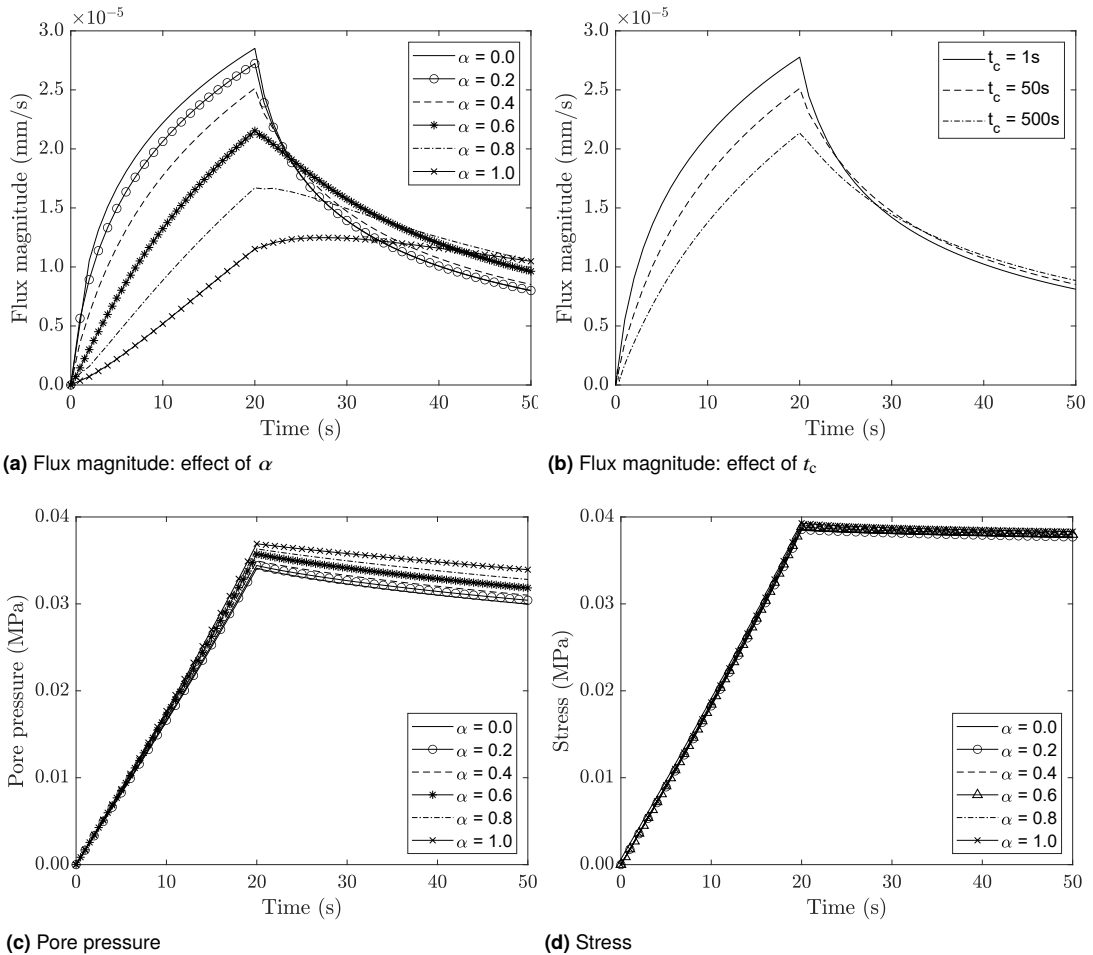 ×10⁻⁵
3.0
2.5
2.0
1.5
1.0
0.5
0.0
Flux magnitude (mm/s)
0 10 20 30 40 50
Time (s)
α = 0.0
α = 0.2
α = 0.4
α = 0.6
α = 0.8
α = 1.0
(a) Flux magnitude: effect of α
×10⁻⁵
3.0
2.5
2.0
1.5
1.0
0.5
0.0
Flux magnitude (mm/s)
0 10 20 30 40 50
Time (s)
t_c = 1s
t_c = 50s
t_c = 500s
(b) Flux magnitude: effect of t_c
0.04
0.03
0.02
0.01
0.00
Pore pressure (MPa)
0 10 20 30 40 50
Time (s)
α = 0.0
α = 0.2
α = 0.4
α = 0.6
α = 0.8
α = 1.0
(c) Pore pressure
0.04
0.03
0.02
0.01
0.00
Stress (MPa)
0 10 20 30 40 50
Time (s)
α = 0.0
α = 0.2
α = 0.4
α = 0.6
α = 0.8
α = 1.0
(d) Stress